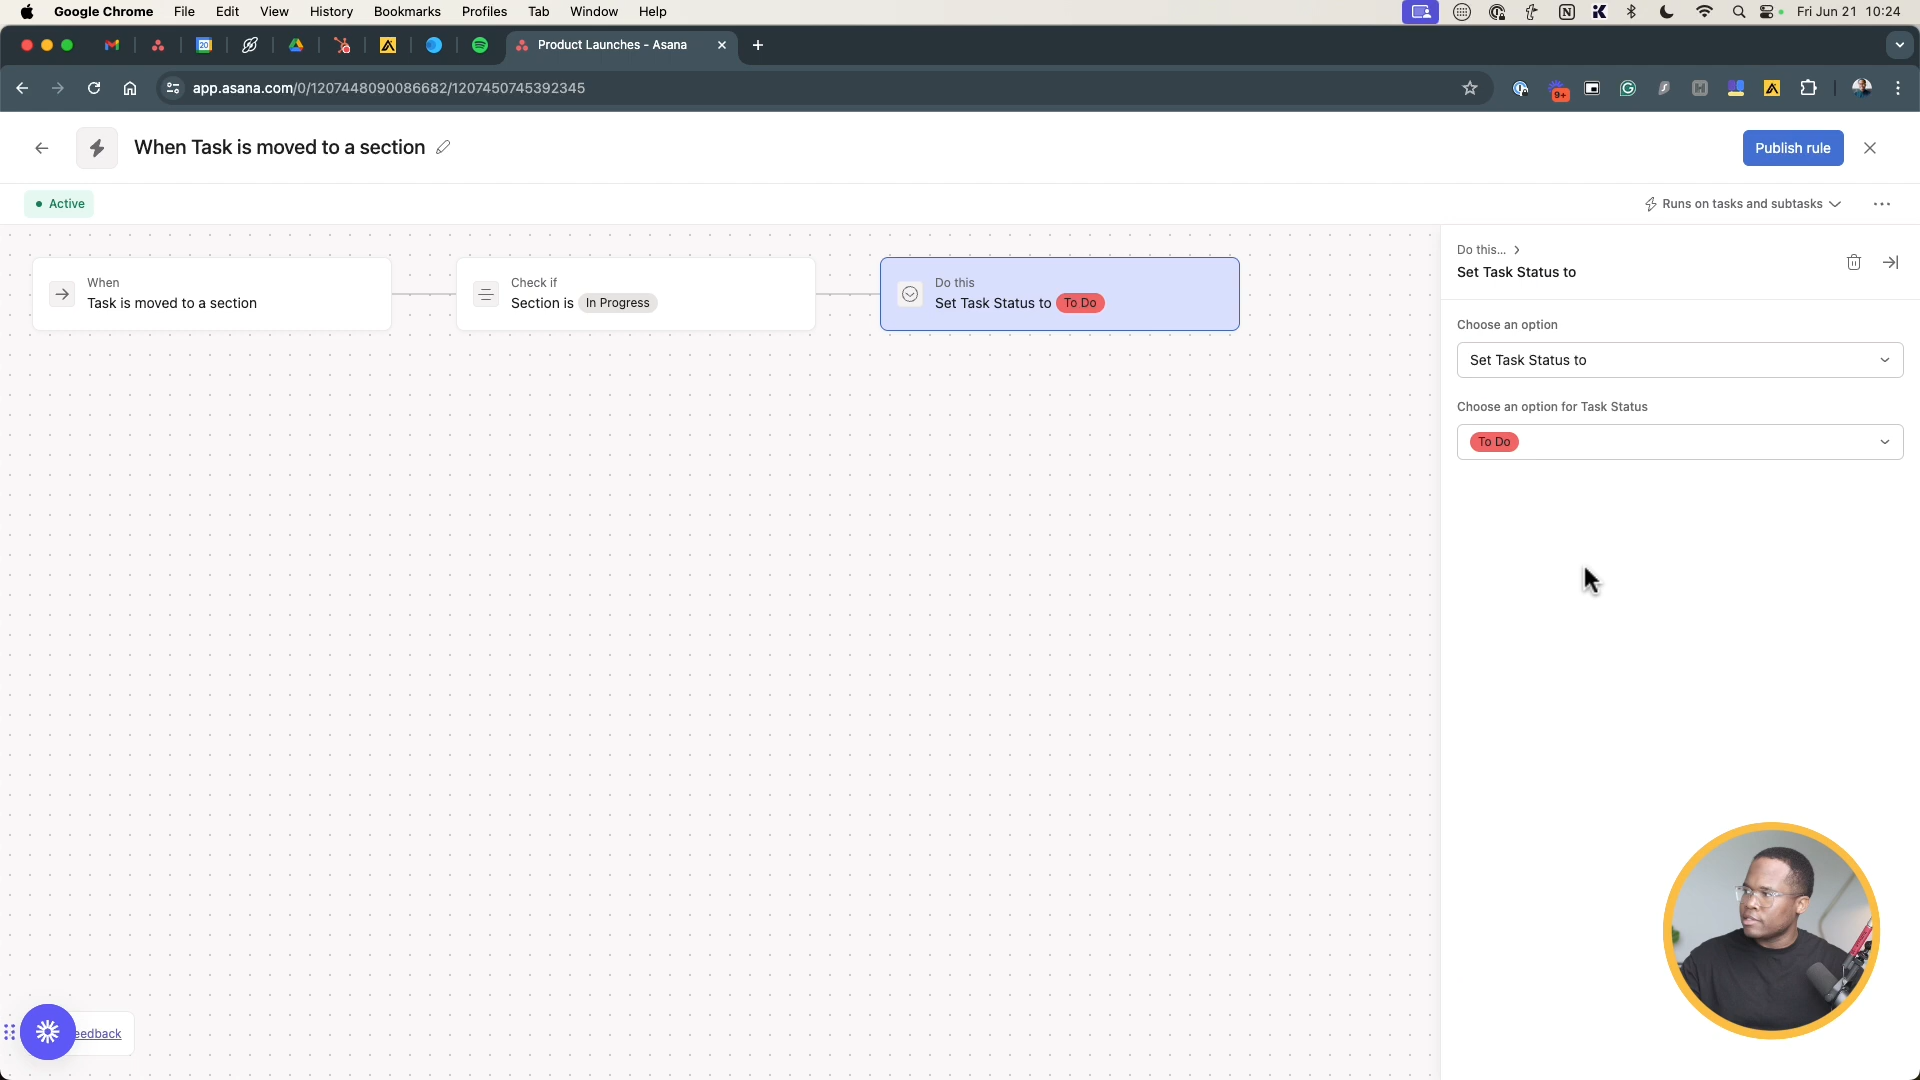 Google Chrome File Edit View History Bookmarks Profiles Tab Window Help Fri Jun 21 10:24
20 Product Launches - Asana
app.asana.com/0/1207448090086682/1207450745392345 9+
When Task is moved to a section Publish rule
Active Runs on tasks and subtasks
When
Task is moved to a section
Check if
Section is In Progress
Do this
Set Task Status to To Do
Do this...
Set Task Status to
Choose an option
Set Task Status to
Choose an option for Task Status
To Do
eedback